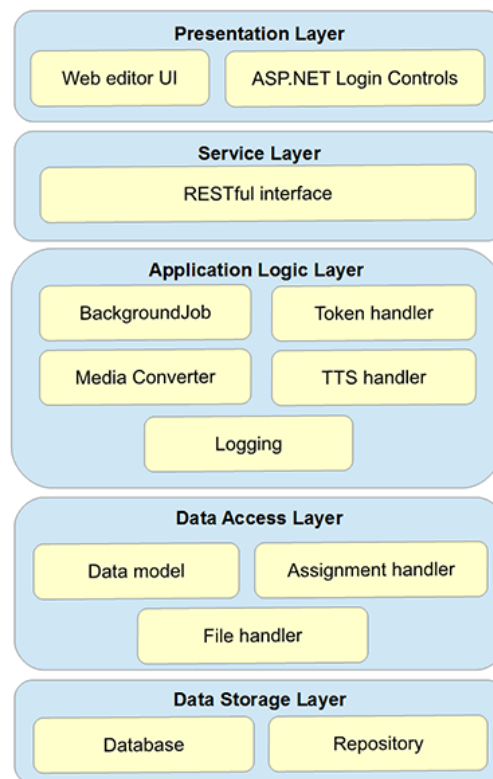 Presentation Layer
Web editor UI
ASP.NET Login Controls
Service Layer
RESTful interface
Application Logic Layer
BackgroundJob
Token handler
Media Converter
TTS handler
Logging
Data Access Layer
Data model
Assignment handler
File handler
Data Storage Layer
Database
Repository